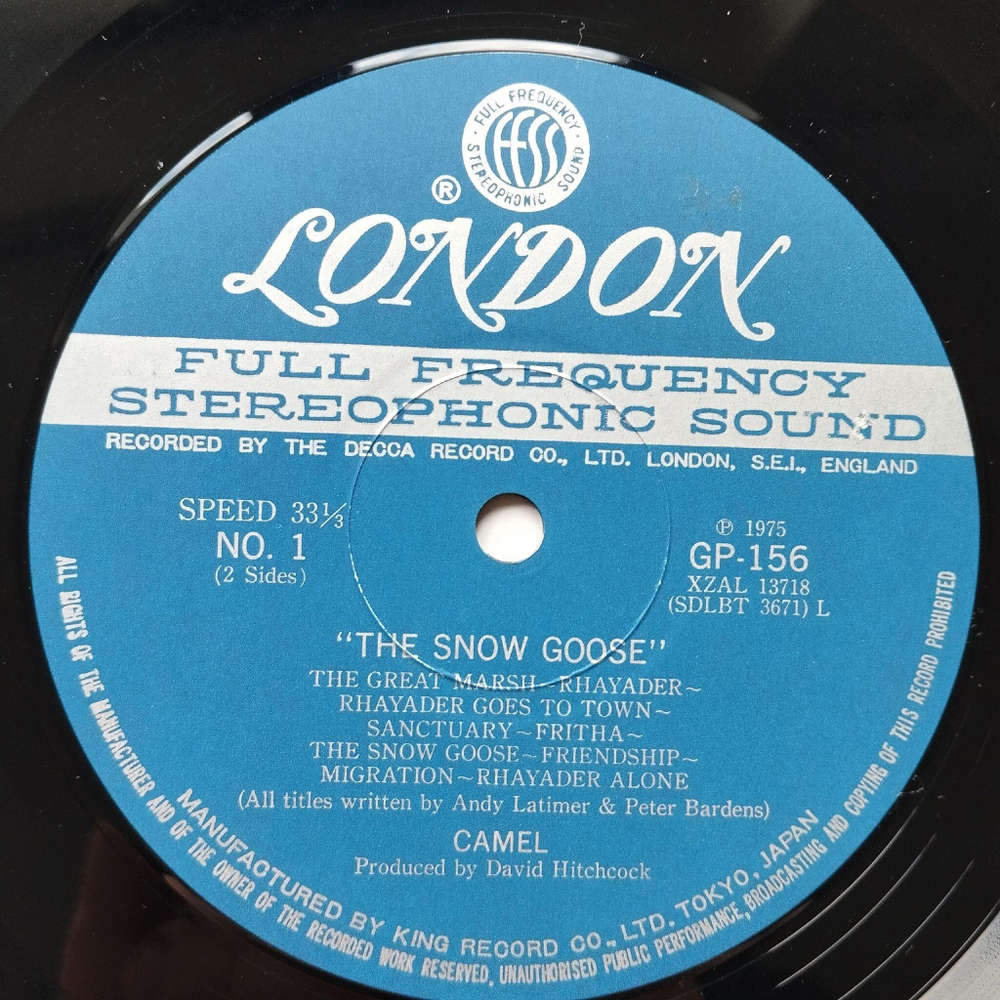 FULL FREQUENCY
ffss
STEREOPHONIC SOUND
®
LONDON
FULL FREQUENCY
STEREOPHONIC SOUND
RECORDED BY THE DECCA RECORD CO., LTD. LONDON, S.E.I., ENGLAND
SPEED 33⅓
NO. 1
(2 Sides)
℗ 1975
GP-156
XZAL 13718
(SDLBT 3671) L
“THE SNOW GOOSE”
THE GREAT MARSH~RHAYADER~
RHAYADER GOES TO TOWN~
SANCTUARY~FRITHA~
THE SNOW GOOSE~FRIENDSHIP~
MIGRATION~RHAYADER ALONE
(All titles written by Andy Latimer & Peter Bardens)
CAMEL
Produced by David Hitchcock
MANUFACTURED BY KING RECORD CO., LTD. TOKYO, JAPAN
ALL RIGHTS OF THE MANUFACTURER AND OF THE OWNER OF THE RECORDED WORK RESERVED, UNAUTHORISED PUBLIC PERFORMANCE, BROADCASTING AND COPYING OF THIS RECORD PROHIBITED